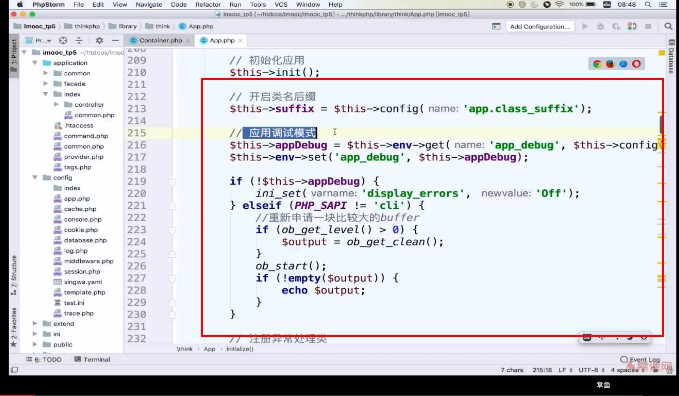 PhpStorm File Edit View Navigate Code Refactor Run Tools VCS Window Help
08:48
imooc_tp5 [~/htdcos/imooc/imooc_tp5] - .../thinkphp/library/think/App.php [imooc_tp5]
imooc_tp5 thinkphp library think App.php
Add Configuration...
Container.php App.php
1: Project
Database
imooc_tp5 ~/htdcos/imooc
application
common
facade
index
controller
common.php
.htaccess
command.php
common.php
provider.php
tags.php
config
index
app.php
cache.php
console.php
cookie.php
database.php
log.php
middleware.php
session.php
singwa.yaml
template.php
test.ini
trace.php
extend
ini
public
7: Structure
2: Favorites
208
209 // 初始化应用
210 $this->init();
211
212 // 开启类名后缀
213 $this->suffix = $this->config( name: 'app.class_suffix');
214
215 // 应用调试模式
216 $this->appDebug = $this->env->get( name: 'app_debug', $this->config
217 $this->env->set('app_debug', $this->appDebug);
218
219 if (!$this->appDebug) {
220 ini_set( varname: 'display_errors', newvalue: 'Off');
221 } elseif (PHP_SAPI != 'cli') {
222 //重新申请一块比较大的buffer
223 if (ob_get_level() > 0) {
224 $output = ob_get_clean();
225 }
226 ob_start();
227 if (!empty($output)) {
228 echo $output;
229 }
230 }
231
232 // 注册异常处理类
\think › App › initialize()
6: TODO Terminal Event Log
7 chars 215:18 LF UTF-8 4 spaces
慕课网
章鱼